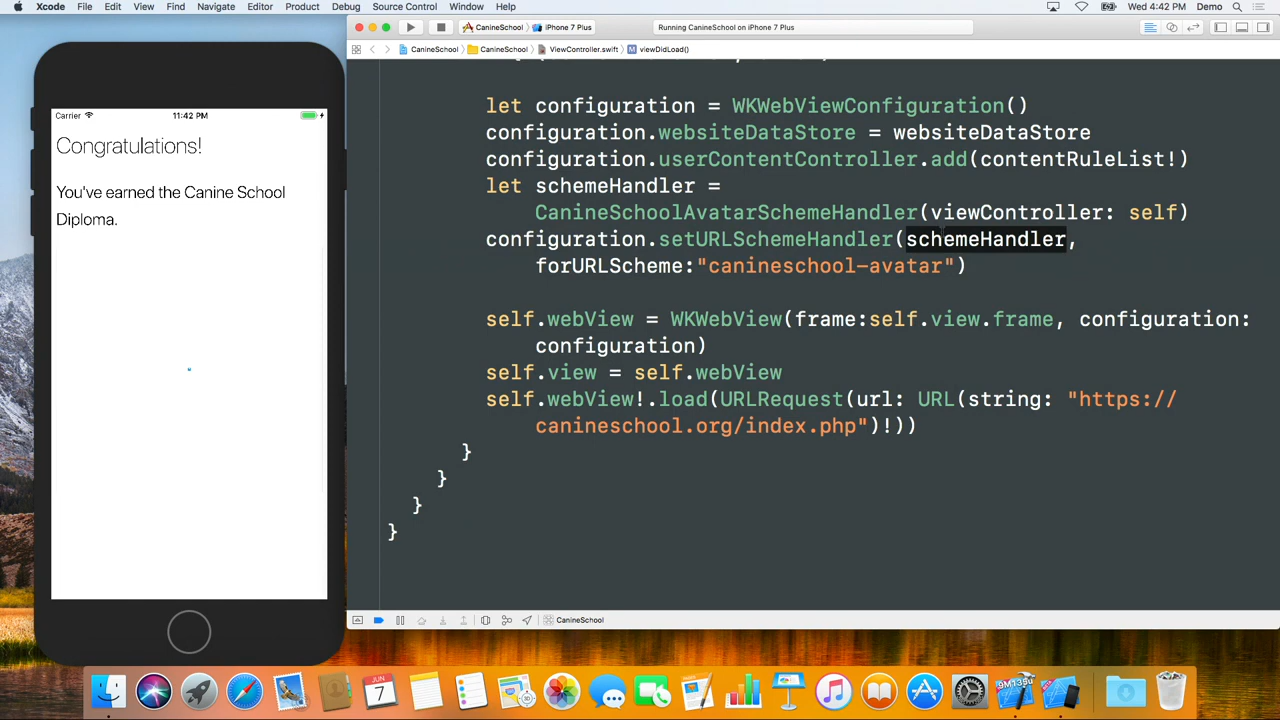 Xcode File Edit View Find Navigate Editor Product Debug Source Control Window Help
Wed 4:42 PM Demo
CanineSchool iPhone 7 Plus
Running CanineSchool on iPhone 7 Plus
CanineSchool CanineSchool ViewController.swift M viewDidLoad()
let configuration = WKWebViewConfiguration()
configuration.websiteDataStore = websiteDataStore
configuration.userContentController.add(contentRuleList!)
let schemeHandler =
CanineSchoolAvatarSchemeHandler(viewController: self)
configuration.setURLSchemeHandler(schemeHandler,
forURLScheme:"canineschool-avatar")
self.webView = WKWebView(frame:self.view.frame, configuration:
configuration)
self.view = self.webView
self.webView!.load(URLRequest(url: URL(string: "https://
canineschool.org/index.php")!))
}
}
}
}
CanineSchool
Carrier 11:42 PM
Congratulations!
You've earned the Canine School
Diploma.
JUN
7
9M136u